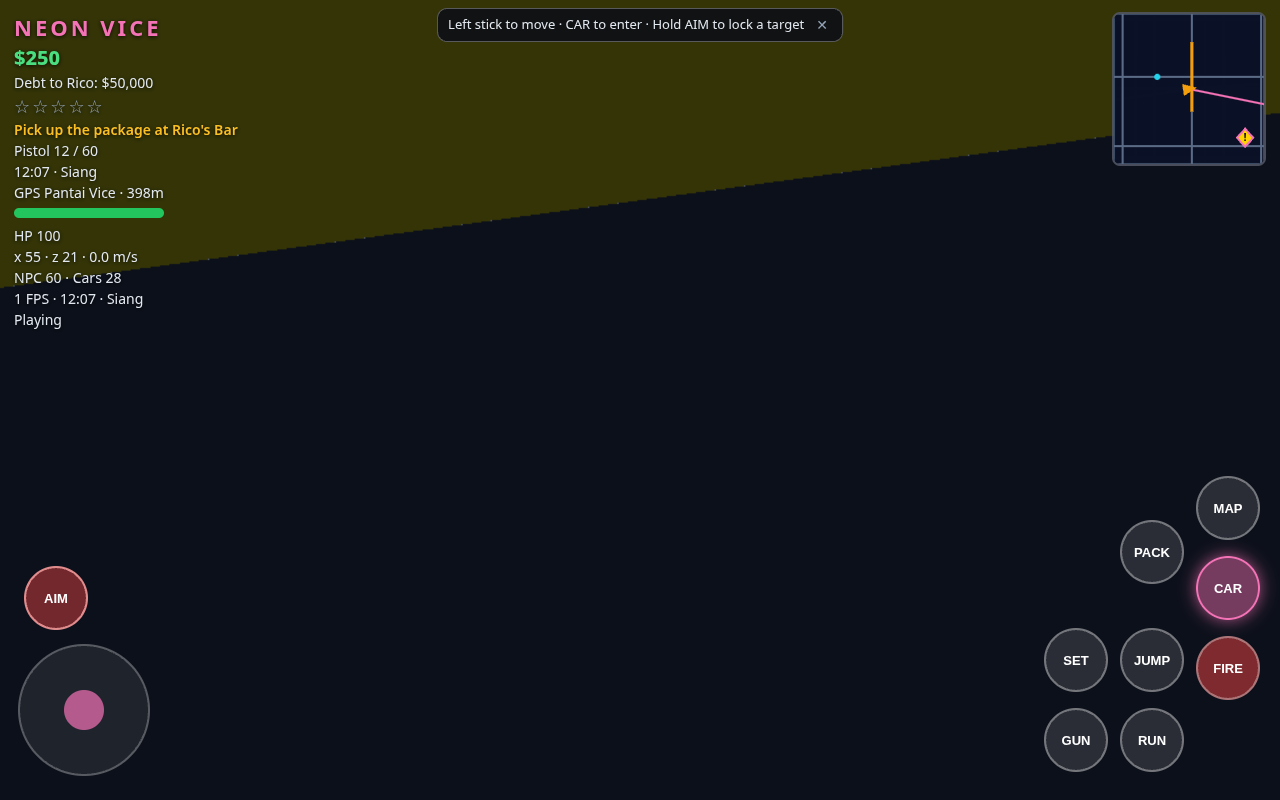 NEON VICE
$250
Debt to Rico: $50,000
☆☆☆☆☆
Pick up the package at Rico's Bar
Pistol 12 / 60
12:07 · Siang
GPS Pantai Vice · 398m
HP 100
x 55 · z 21 · 0.0 m/s
NPC 60 · Cars 28
1 FPS · 12:07 · Siang
Playing
Left stick to move · CAR to enter · Hold AIM to lock a target ✕
!
MAP
PACK
CAR
AIM
SET
JUMP
FIRE
GUN
RUN